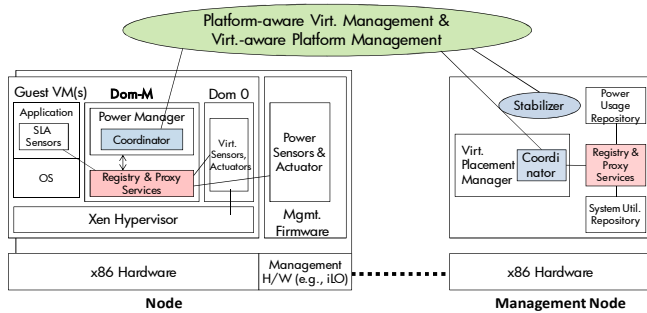 Platform-aware Virt. Management &
Virt.-aware Platform Management
Guest VM(s)
Dom-M
Dom 0
Application
SLA
Sensors
OS
Power Manager
Coordinator
Registry & Proxy
Services
Virt.
Sensors,
Actuators
Power
Sensors &
Actuator
Mgmt.
Firmware
Xen Hypervisor
x86 Hardware
Management
H/W (e.g., iLO)
Node
Stabilizer
Power
Usage
Repository
Virt.
Placement
Manager
Coordi
nator
Registry &
Proxy
Services
System Util.
Repository
x86 Hardware
Management Node